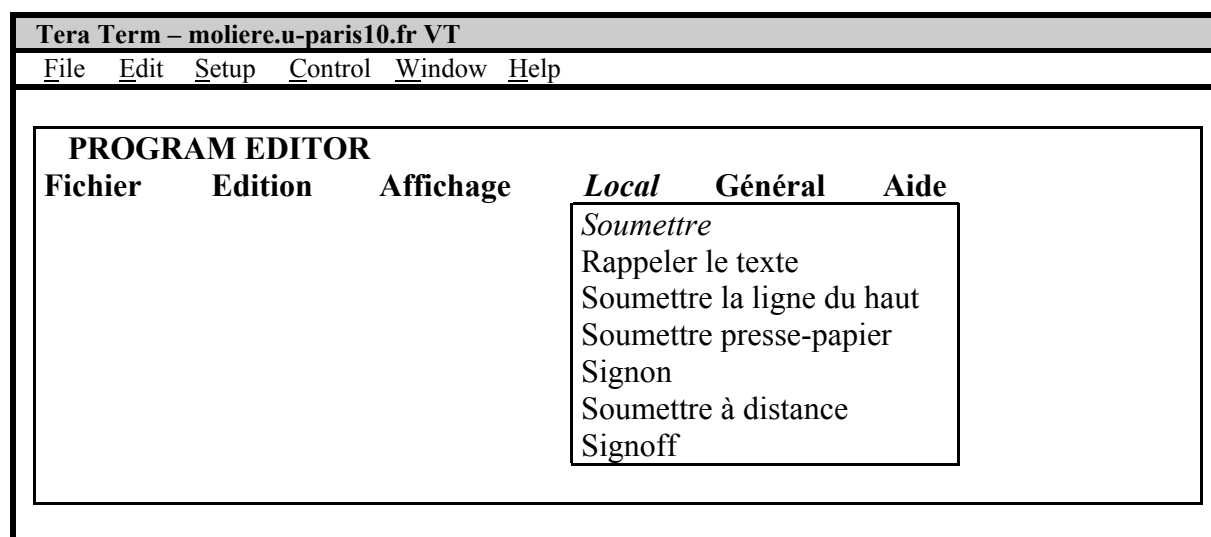 Tera Term – moliere.u-paris10.fr VT
File Edit Setup Control Window Help
PROGRAM EDITOR
Fichier Edition Affichage Local Général Aide
Soumettre
Rappeler le texte
Soumettre la ligne du haut
Soumettre presse-papier
Signon
Soumettre à distance
Signoff